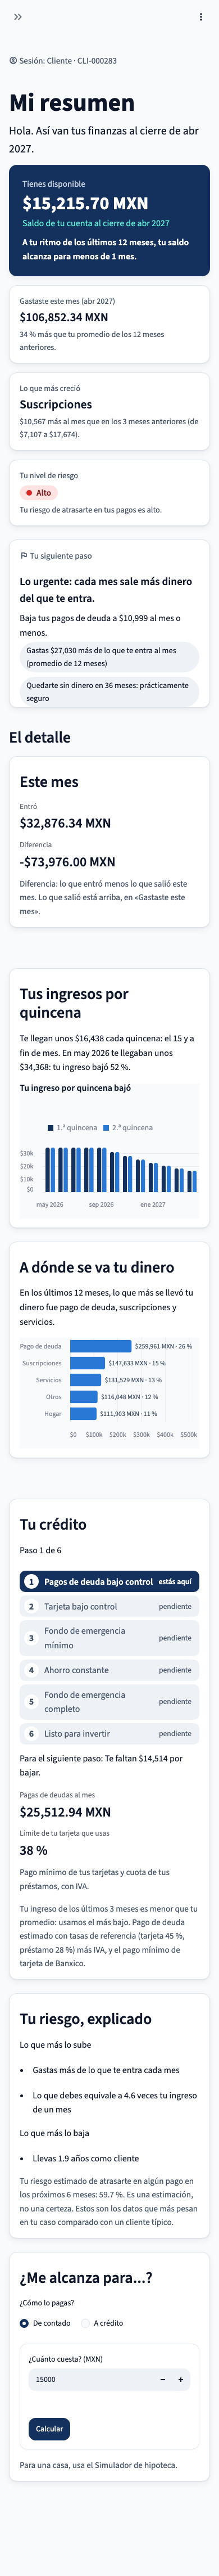 Sesión: Cliente · CLI-000283
Mi resumen
Hola. Así van tus finanzas al cierre de abr
2027.
Tienes disponible
$15,215.70 MXN
Saldo de tu cuenta al cierre de abr 2027
A tu ritmo de los últimos 12 meses, tu saldo
alcanza para menos de 1 mes.
Gastaste este mes (abr 2027)
$106,852.34 MXN
34 % más que tu promedio de los 12 meses
anteriores.
Lo que más creció
Suscripciones
$10,567 más al mes que en los 3 meses anteriores (de
$7,107 a $17,674).
Tu nivel de riesgo
Alto
Tu riesgo de atrasarte en tus pagos es alto.
Tu siguiente paso
Lo urgente: cada mes sale más dinero
del que te entra.
Baja tus pagos de deuda a $10,999 al mes o
menos.
Gastas $27,030 más de lo que te entra al mes
(promedio de 12 meses)
Quedarte sin dinero en 36 meses: prácticamente
seguro
El detalle
Este mes
Entró
$32,876.34 MXN
Diferencia
-$73,976.00 MXN
Diferencia: lo que entró menos lo que salió este
mes. Lo que salió está arriba, en «Gastaste este
mes».
Tus ingresos por
quincena
Te llegan unos $16,438 cada quincena: el 15 y a
fin de mes. En may 2026 te llegaban unos
$34,368: tu ingreso bajó 52 %.
Tu ingreso por quincena bajó
1.ª quincena
2.ª quincena
$30k
$20k
$10k
$0
may 2026
sep 2026
ene 2027
A dónde se va tu dinero
En los últimos 12 meses, lo que más se llevó tu
dinero fue pago de deuda, suscripciones y
servicios.
Pago de deuda
$259,961 MXN · 26 %
Suscripciones
$147,633 MXN · 15 %
Servicios
$131,529 MXN · 13 %
Otros
$116,048 MXN · 12 %
Hogar
$111,903 MXN · 11 %
$0
$100k
$200k
$300k
$400k
$500k
Tu crédito
Paso 1 de 6
1 Pagos de deuda bajo control estás aquí
2 Tarjeta bajo control pendiente
3 Fondo de emergencia
mínimo pendiente
4 Ahorro constante pendiente
5 Fondo de emergencia
completo pendiente
6 Listo para invertir pendiente
Para el siguiente paso: Te faltan $14,514 por
bajar.
Pagas de deudas al mes
$25,512.94 MXN
Límite de tu tarjeta que usas
38 %
Pago mínimo de tus tarjetas y cuota de tus
préstamos, con IVA.
Tu ingreso de los últimos 3 meses es menor que tu
promedio: usamos el más bajo. Pago de deuda
estimado con tasas de referencia (tarjeta 45 %,
préstamo 28 %) más IVA, y el pago mínimo de
tarjeta de Banxico.
Tu riesgo, explicado
Lo que más lo sube
• Gastas más de lo que te entra cada mes
• Lo que debes equivale a 4.6 veces tu ingreso
de un mes
Lo que más lo baja
• Llevas 1.9 años como cliente
Tu riesgo estimado de atrasarte en algún pago en
los próximos 6 meses: 59.7 %. Es una estimación,
no una certeza. Estos son los datos que más pesan
en tu caso comparado con un cliente típico.
¿Me alcanza para...?
¿Cómo lo pagas?
De contado
A crédito
¿Cuánto cuesta? (MXN)
15000
Calcular
Para una casa, usa el Simulador de hipoteca.